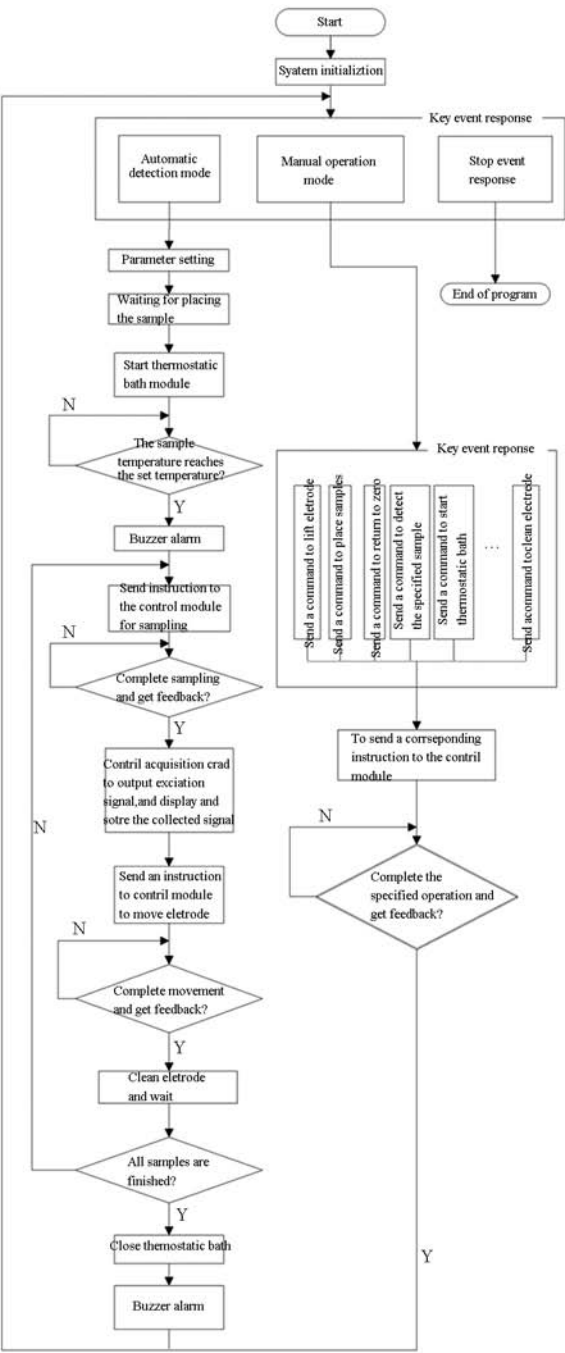 Start
Syatem initializtion
Key event response
Automatic
detection mode
Manual operation
mode
Stop event
response
Parameter setting
End of program
Waiting for placing
the sample
Start thermostatic
bath module
N
The sample
temperature reaches
the set temperature?
Y
Buzzer alarm
Send instruction to
the control module
for sampling
N
Complete sampling
and get feedback?
Y
Contril acquisition crad
to output exciation
signal,and display and
sotre the collected signal
N
Send an instruction
to contril module
to move eletrode
N
Complete movement
and get feedback?
Y
Clean eletrode
and wait
All samples are
finished?
Y
Close themostatic bath
Buzzer alarm
Key event reponse
Send a command to lift eletrode
Send a command to place samples
Send a command to return to zero
Send a command to detect
the specified sample
Send a command to start
thermostatic bath
...
Send acommand toclean electrede
To send a corrseponding
instruction to the contril
module
N
Complete the
specified operation and
get feedback?
Y